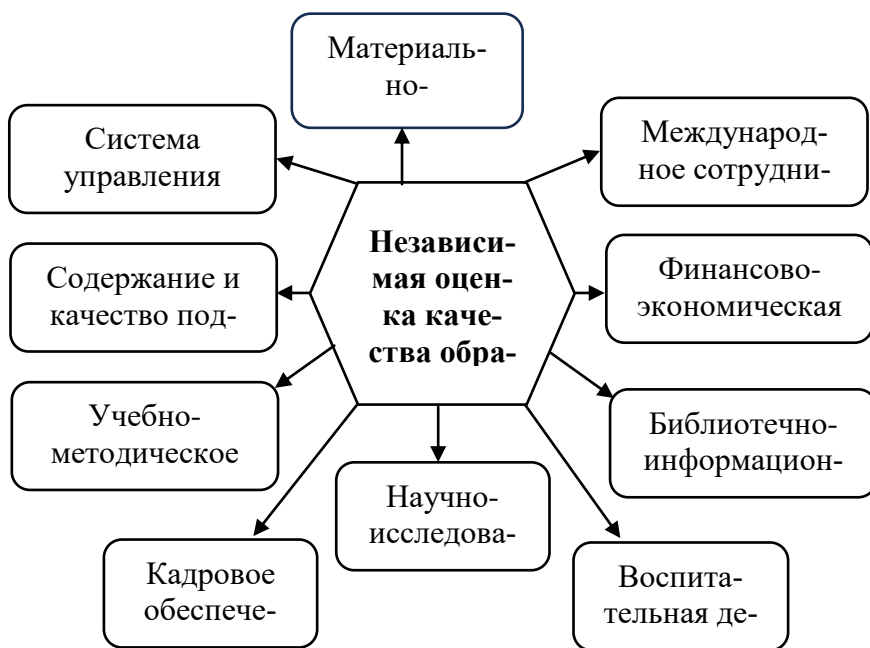 Материаль-
но-
Система
управления
Международ-
ное сотрудни-
Независи-
мая оцен-
ка каче-
ства обра-
Содержание и
качество под-
Финансово-
экономическая
Учебно-
методическое
Библиотечно-
информацион-
Научно-
исследова-
Кадровое
обеспече-
Воспита-
тельная де-